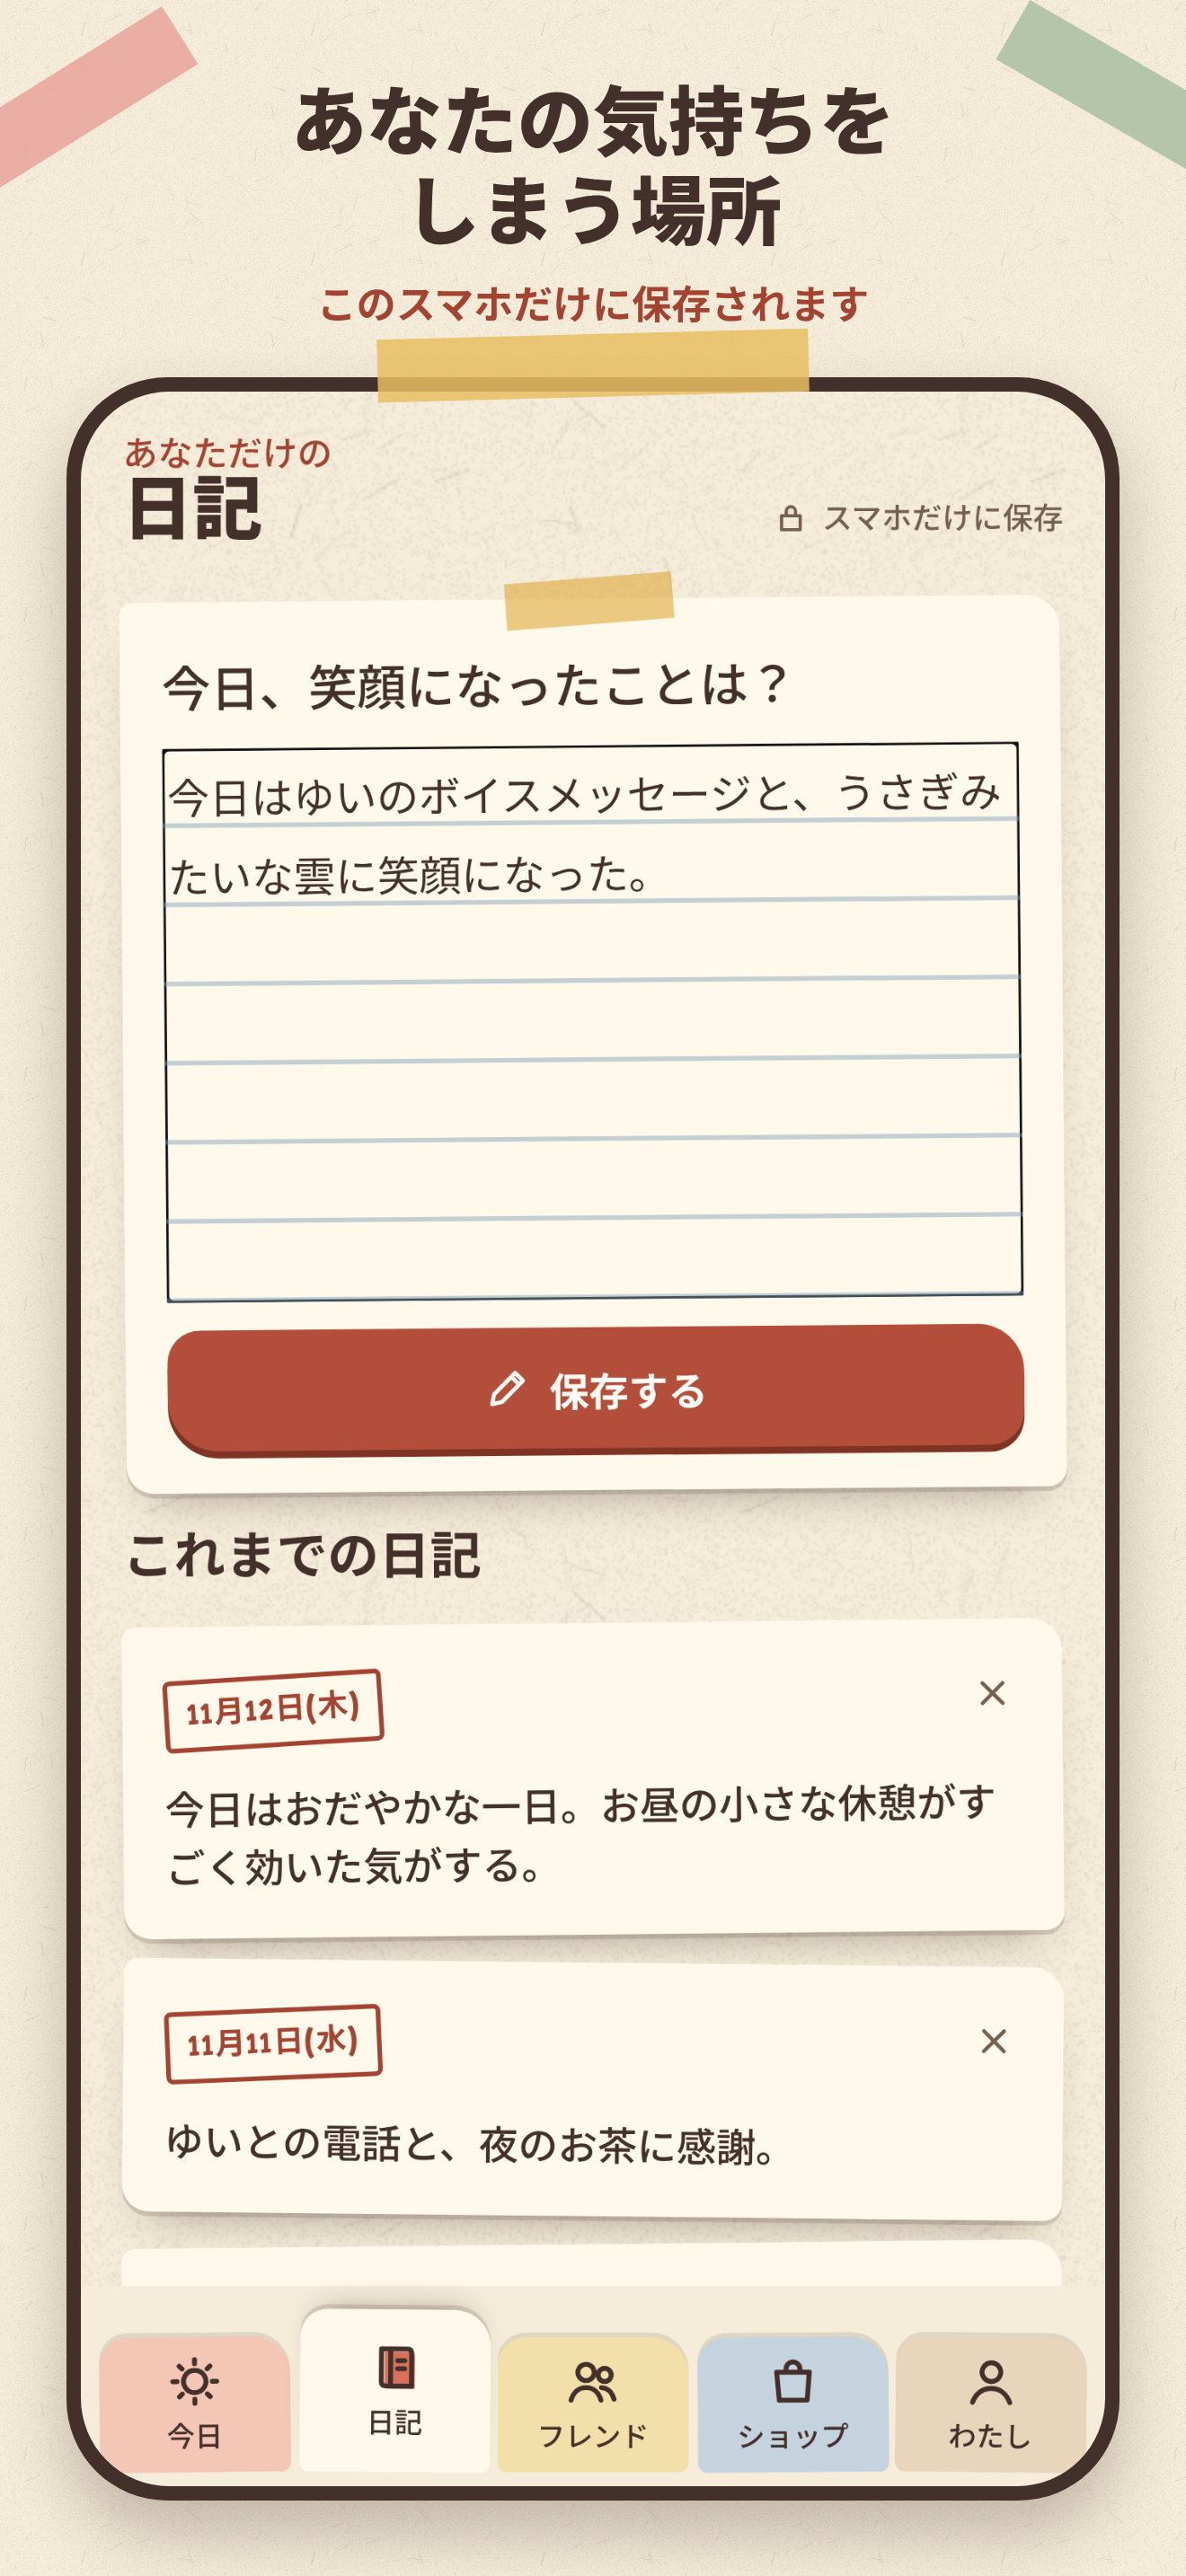 あなたの気持ちを
しまう場所
このスマホだけに保存されます
あなただけの
日記
スマホだけに保存
今日、笑顔になったことは？
今日はゆいのボイスメッセージと、うさぎみ
たいな雲に笑顔になった。
保存する
これまでの日記
11月12日(木)
今日はおだやかな一日。お昼の小さな休憩がす
ごく効いた気がする。
11月11日(水)
ゆいとの電話と、夜のお茶に感謝。
今日
日記
フレンド
ショップ
わたし